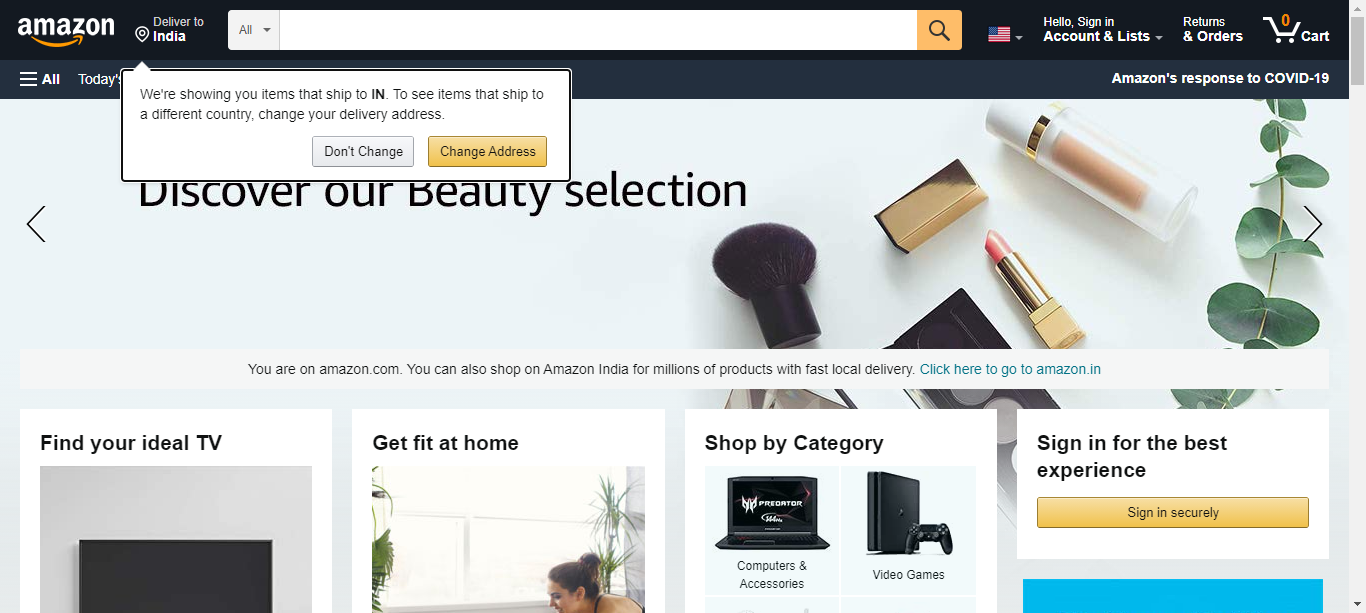 amazon
Deliver to
India
All
Hello, Sign in
Account & Lists
Returns
& Orders
0
Cart
All
Today's
Amazon's response to COVID-19
We're showing you items that ship to IN. To see items that ship to
a different country, change your delivery address.
Don't Change
Change Address
Discover our Beauty selection
You are on amazon.com. You can also shop on Amazon India for millions of products with fast local delivery. Click here to go to amazon.in
Find your ideal TV
Get fit at home
Shop by Category
PREDATOR
Computers &
Accessories
Video Games
Sign in for the best
experience
Sign in securely